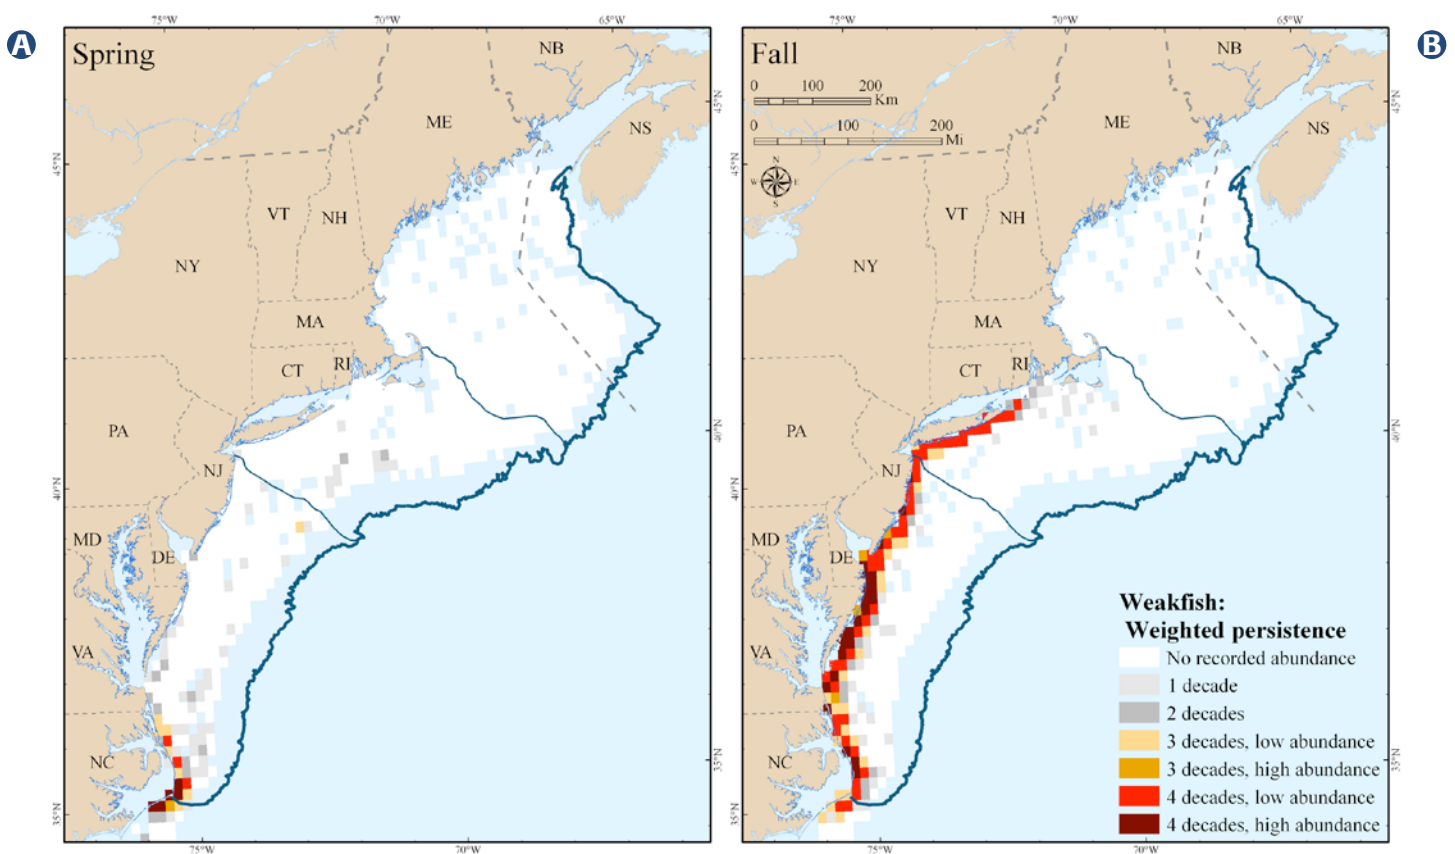 A
B
75°W
70°W
65°W
75°W
70°W
65°W
Spring
NB
ME
NS
45°N
45°N
VT
NH
NY
MA
CT
RI
PA
NJ
40°N
40°N
MD
DE
VA
NC
35°N
35°N
75°W
70°W
Fall
0 100 200
Km
0 100 200
Mi
N
W E
S
NB
ME
NS
45°N
45°N
VT
NH
NY
MA
CT
RI
PA
NJ
40°N
40°N
MD
DE
VA
NC
35°N
35°N
75°W
70°W
Weakfish:
Weighted persistence
No recorded abundance
1 decade
2 decades
3 decades, low abundance
3 decades, high abundance
4 decades, low abundance
4 decades, high abundance